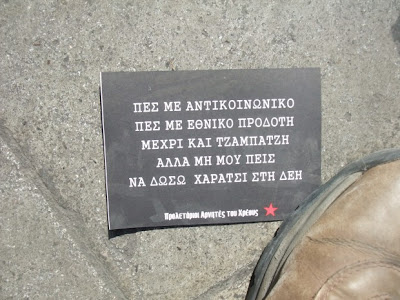 ΠΕΣ ΜΕ ΑΝΤΙΚΟΙΝΩΝΙΚΟ
ΠΕΣ ΜΕ ΕΘΝΙΚΟ ΠΡΟΔΟΤΗ
ΜΕΧΡΙ ΚΑΙ ΤΖΑΜΠΑΤΖΗ
ΑΛΛΑ ΜΗ ΜΟΥ ΠΕΙΣ
ΝΑ ΔΩΣΩ ΧΑΡΑΤΣΙ ΣΤΗ ΔΕΗ
Προλετάριοι Αρνητές του Χρέους